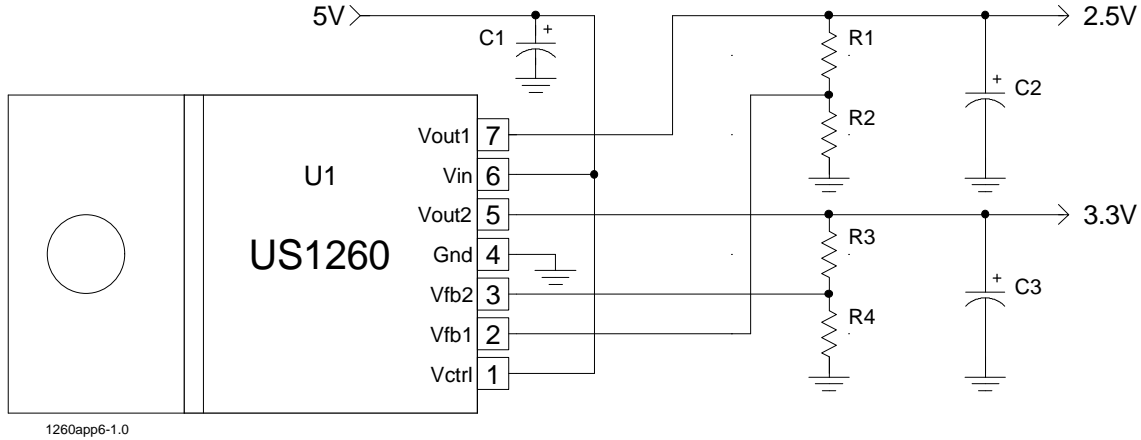 5V
C1
+
R1
2.5V
+
C2
R2
Vout1 7
U1
Vin 6
Vout2 5
3.3V
US1260
Gnd 4
R3
Vfb2 3
+
C3
R4
Vfb1 2
Vctrl 1
1260app6-1.0